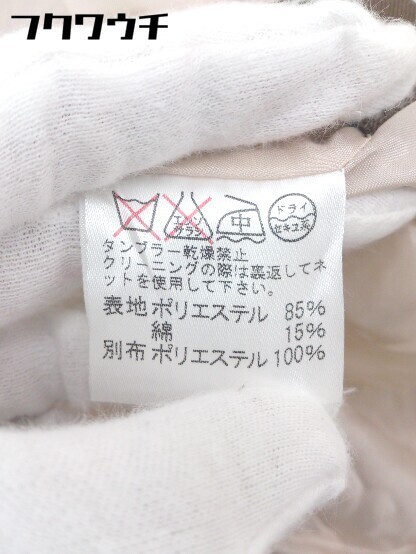 フクワウチ
エンソ
サラシ
中
ドライ
セキユ系
タンブラー乾燥禁止
クリーニングの際は裏返してネ
ットを使用して下さい。
表地 ポリエステル 85%
綿 15%
別布 ポリエステル 100%